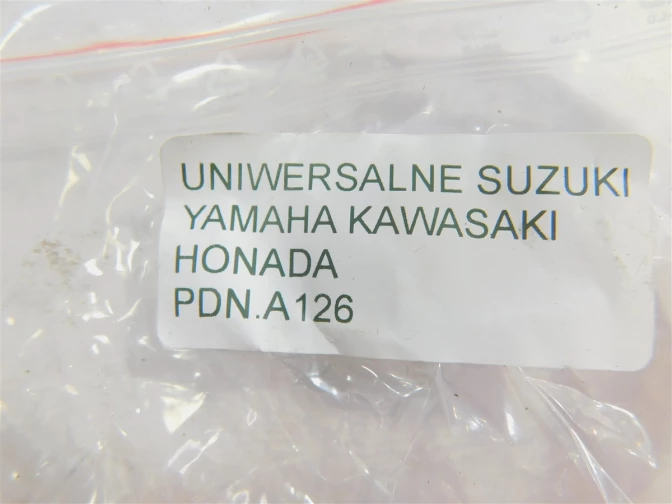 UNIWERSALNE SUZUKI
YAMAHA KAWASAKI
HONADA
PDN.A126